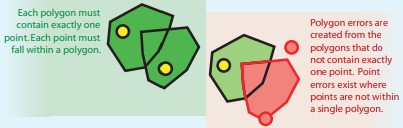 Each polygon must
contain exactly one
point.Each point must
fall within a polygon.
Polygon errors are
created from the
polygons that do
not contain exactly
one point. Point
errors exist where
points are not within
a single polygon.